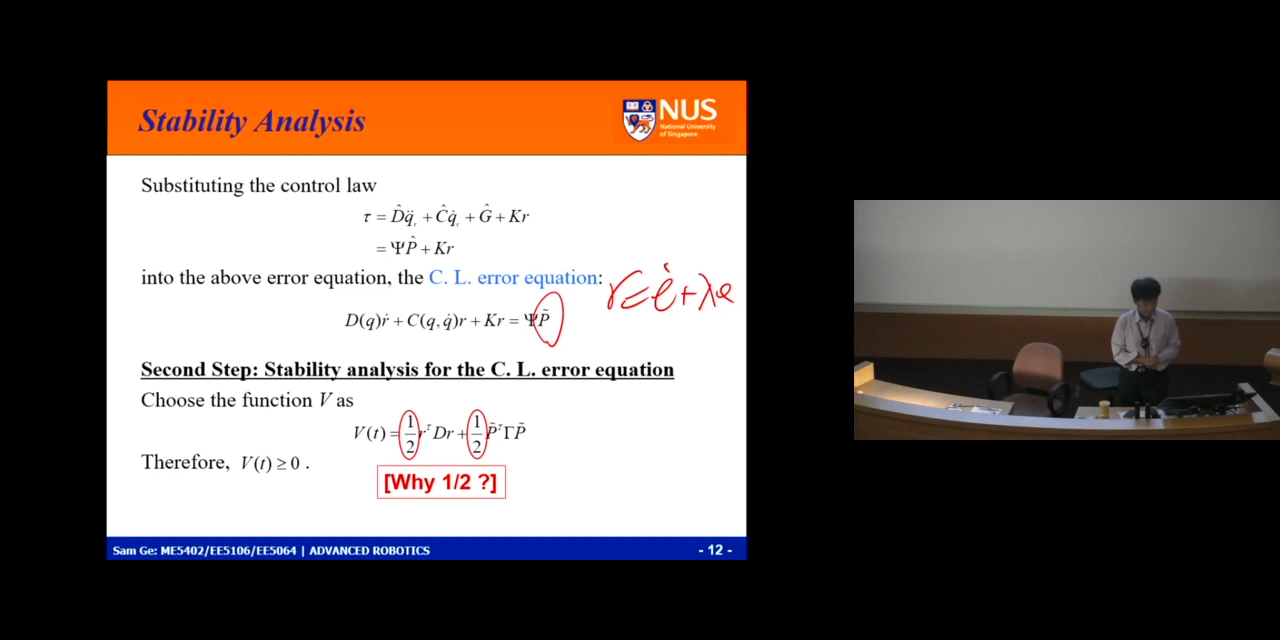 Stability Analysis
NUS
National University
of Singapore
Substituting the control law
τ = D̂q̈ᵣ + Ĉq̇ᵣ + Ĝ + Kr
= ΨP̂ + Kr
into the above error equation, the C. L. error equation:
r = ė + λe
D(q)ṙ + C(q, q̇)r + Kr = ΨP̃
Second Step: Stability analysis for the C. L. error equation
Choose the function V as
V(t) = 1/2 rᵀDr + 1/2 P̃ᵀΓP̃
Therefore, V(t) ≥ 0 .
[Why 1/2 ?]
Sam Ge: ME5402/EE5106/EE5064 | ADVANCED ROBOTICS
- 12 -